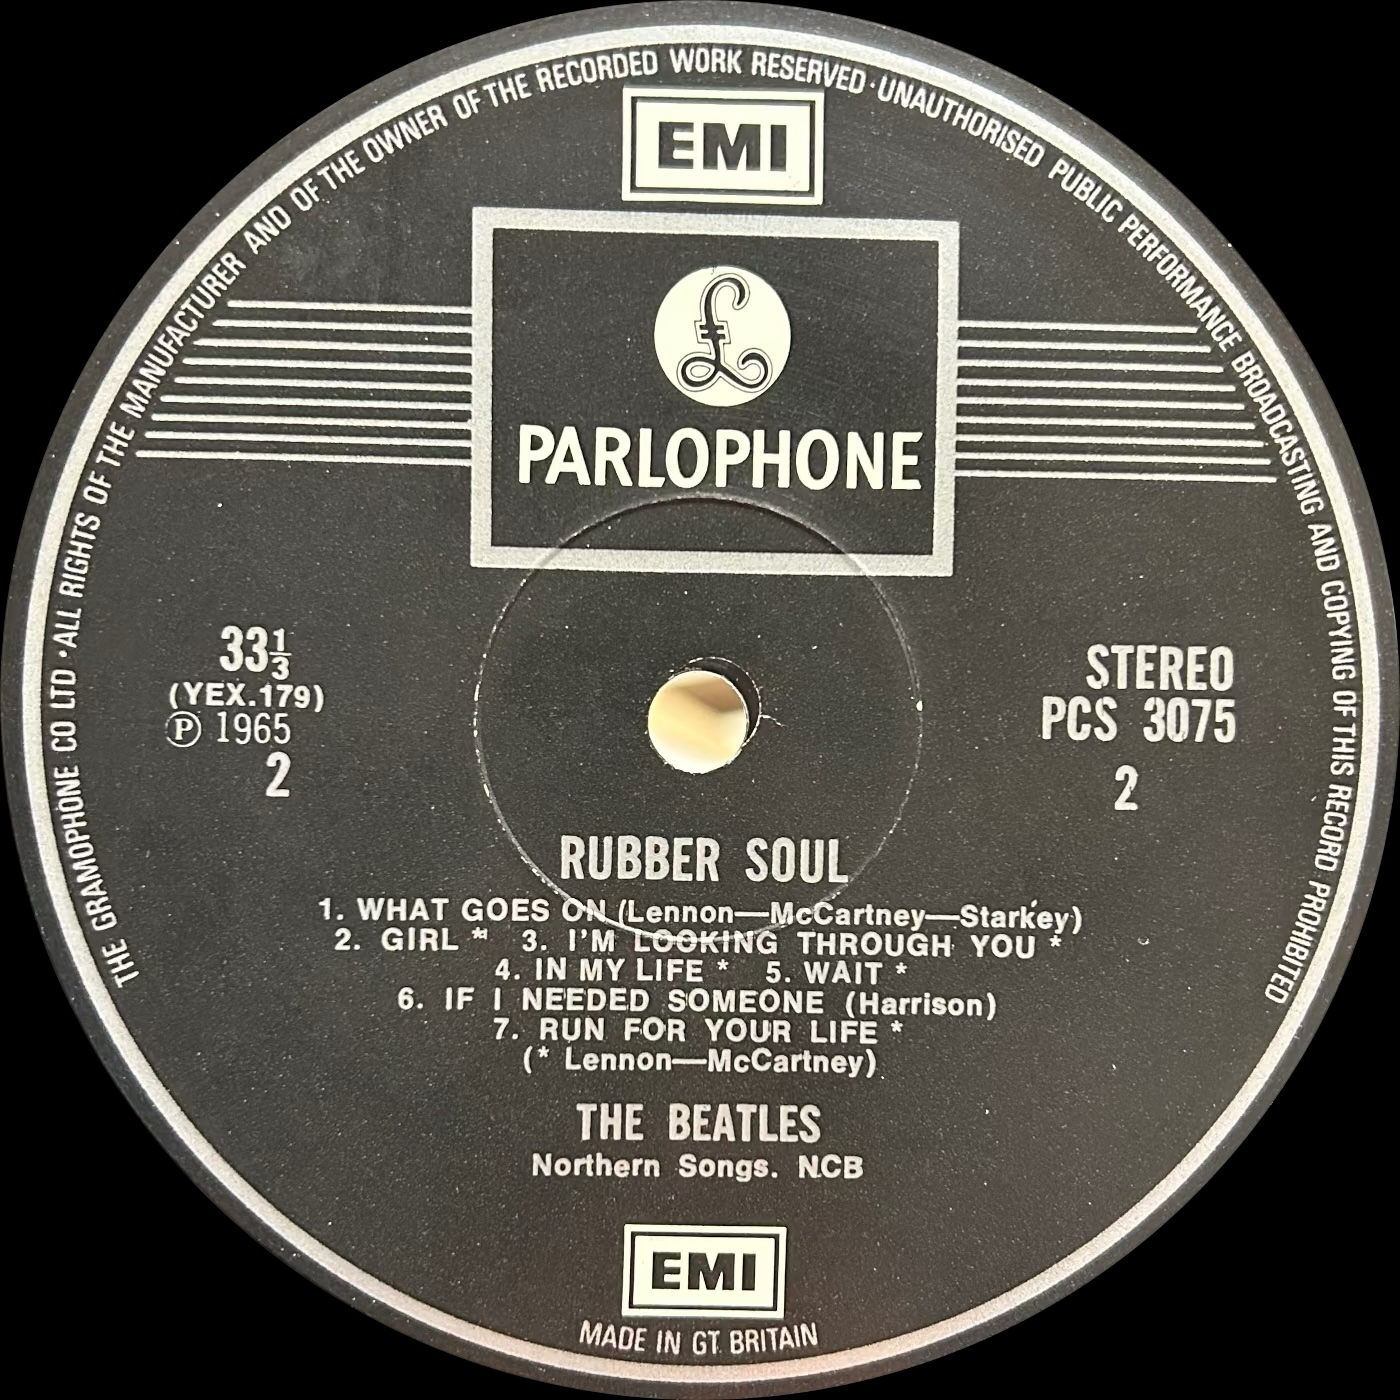 THE GRAMOPHONE CO LTD · ALL RIGHTS OF THE MANUFACTURER AND OF THE OWNER OF THE RECORDED WORK RESERVED · UNAUTHORISED PUBLIC PERFORMANCE BROADCASTING AND COPYING OF THIS RECORD PROHIBITED
EMI
£
PARLOPHONE
33⅓
(YEX.179)
Ⓟ 1965
2
STEREO
PCS 3075
2
RUBBER SOUL
1. WHAT GOES ON (Lennon—McCartney—Starkey)
2. GIRL * 3. I'M LOOKING THROUGH YOU *
4. IN MY LIFE * 5. WAIT *
6. IF I NEEDED SOMEONE (Harrison)
7. RUN FOR YOUR LIFE *
(* Lennon—McCartney)
THE BEATLES
Northern Songs. NCB
EMI
MADE IN GT BRITAIN